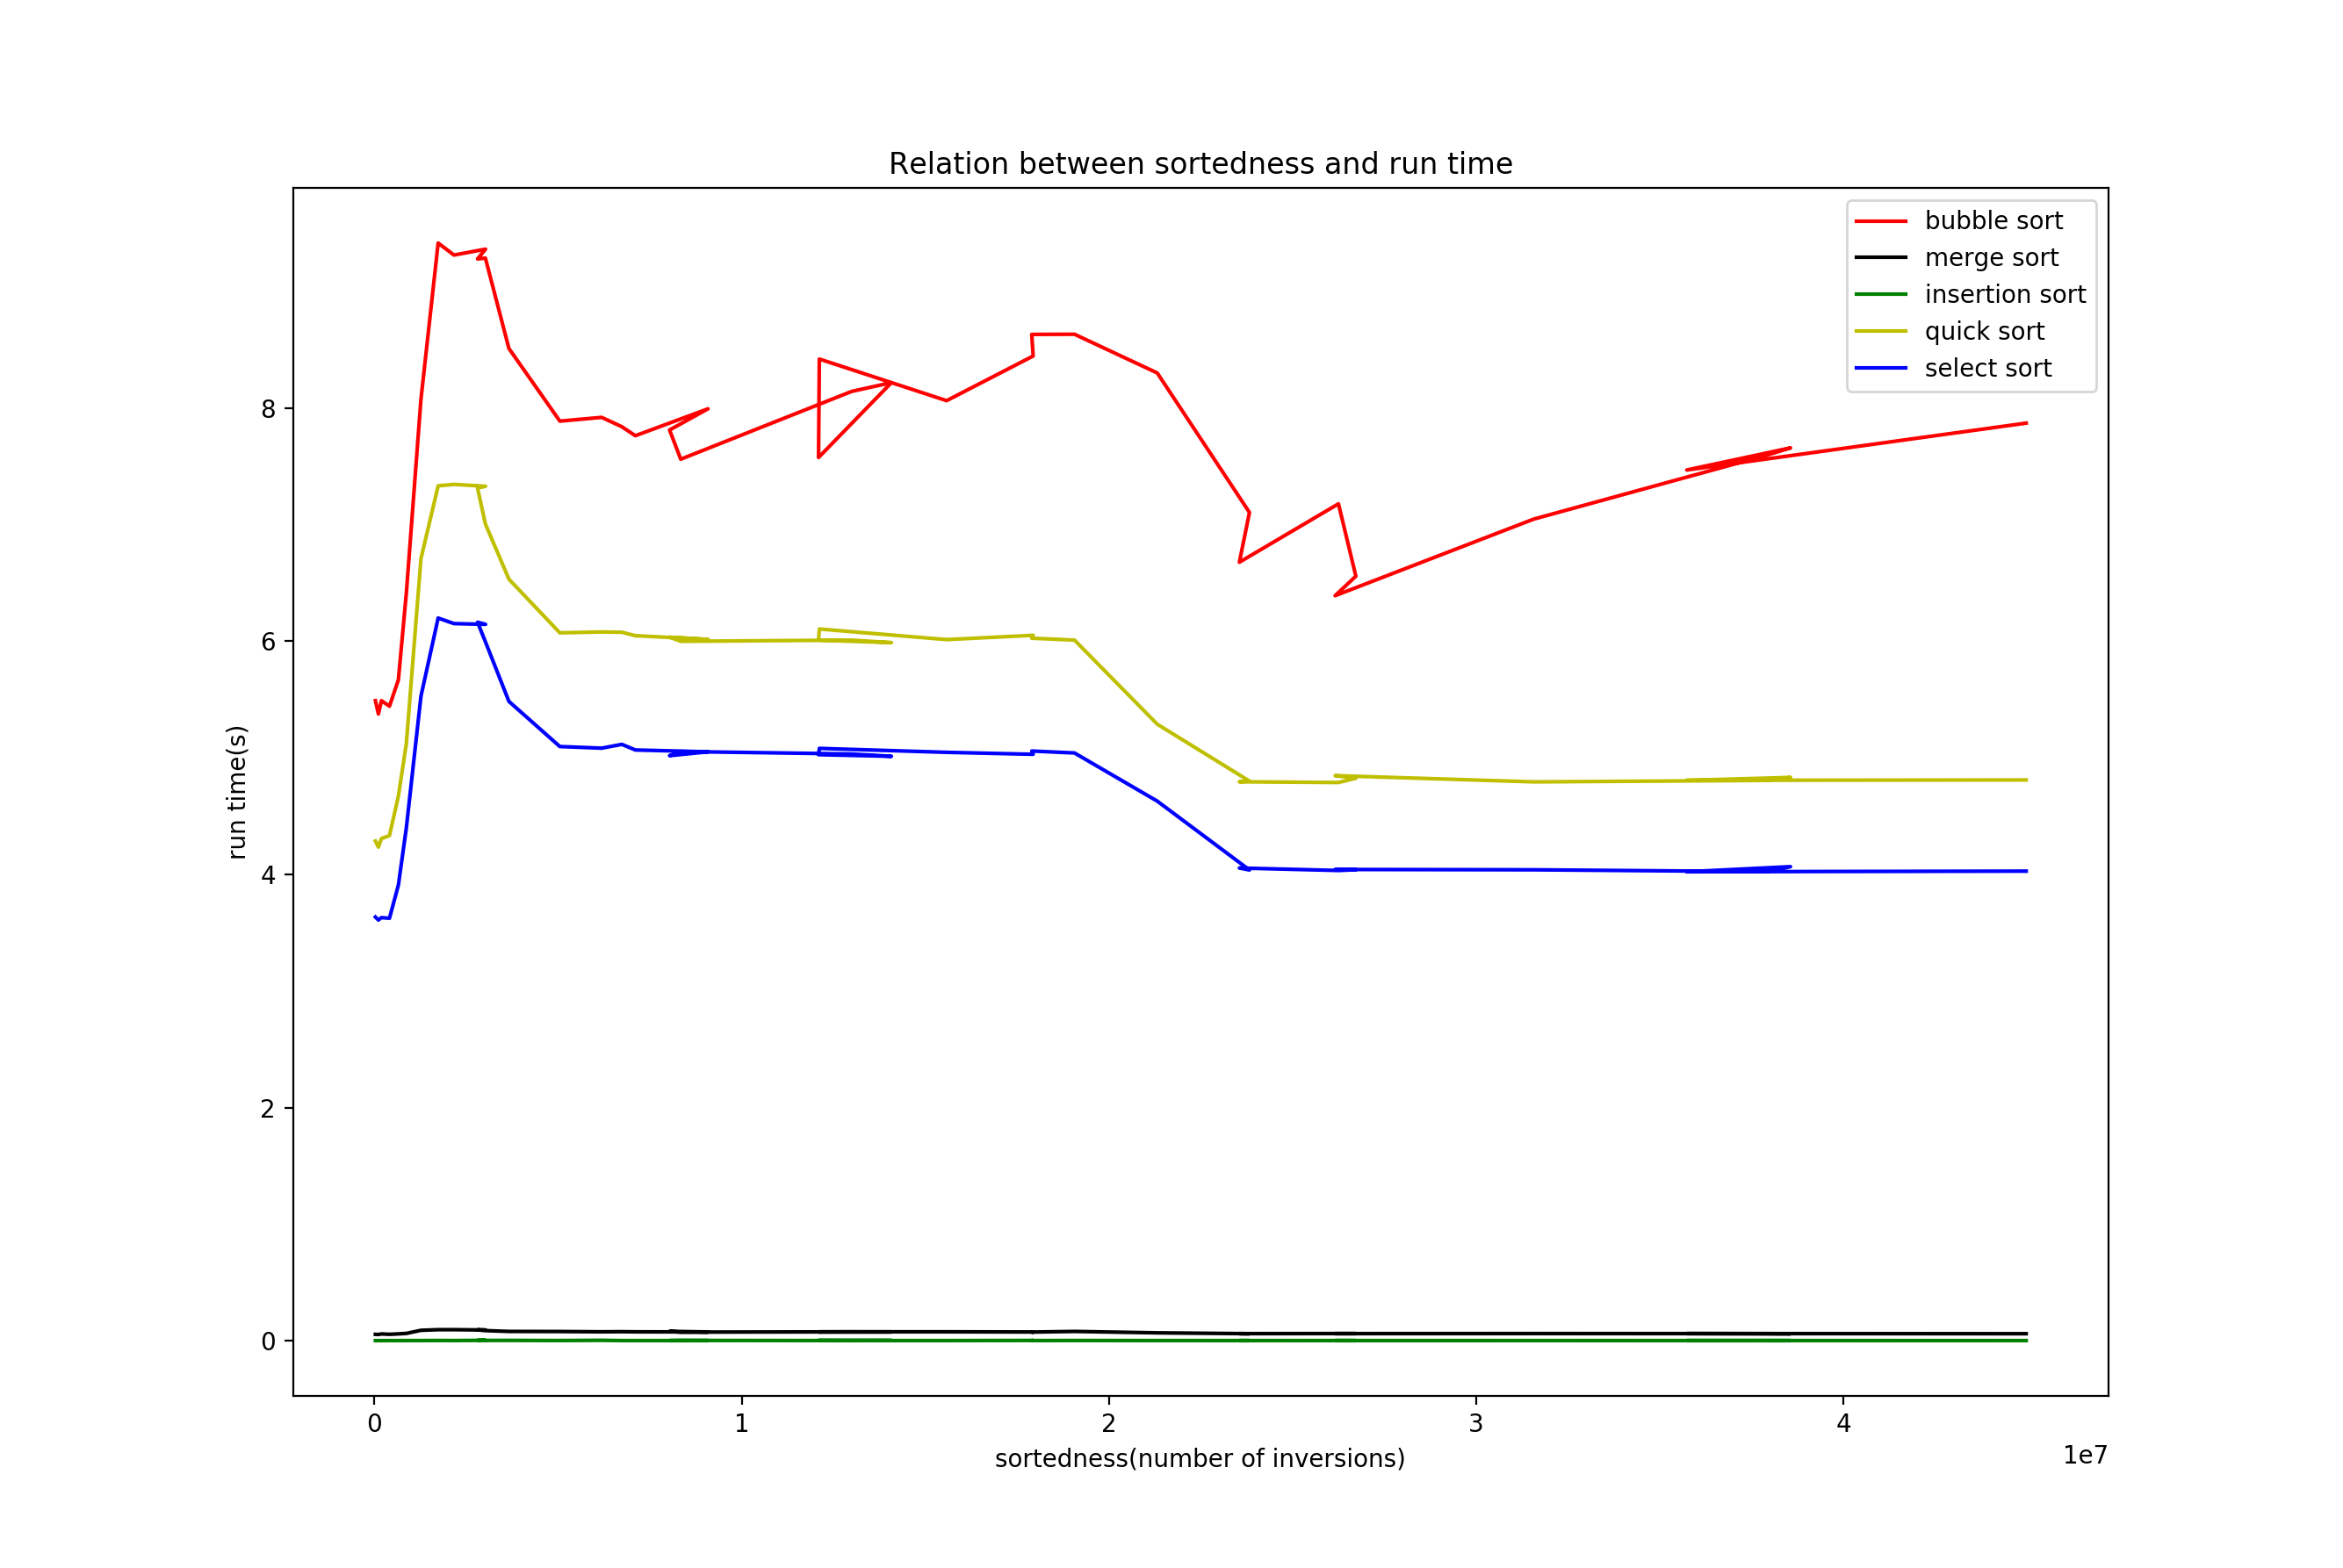 Relation between sortedness and run time
bubble sort
merge sort
insertion sort
quick sort
select sort
run time(s)
8
6
4
2
0
0 1 2 3 4
1e7
sortedness(number of inversions)